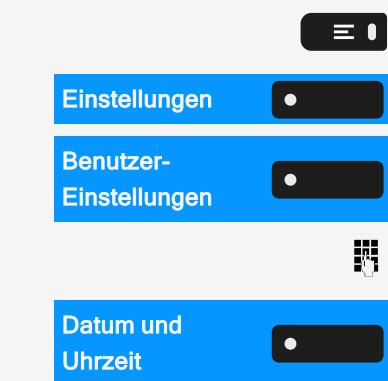 Einstellungen
Benutzer-
Einstellungen
Datum und
Uhrzeit